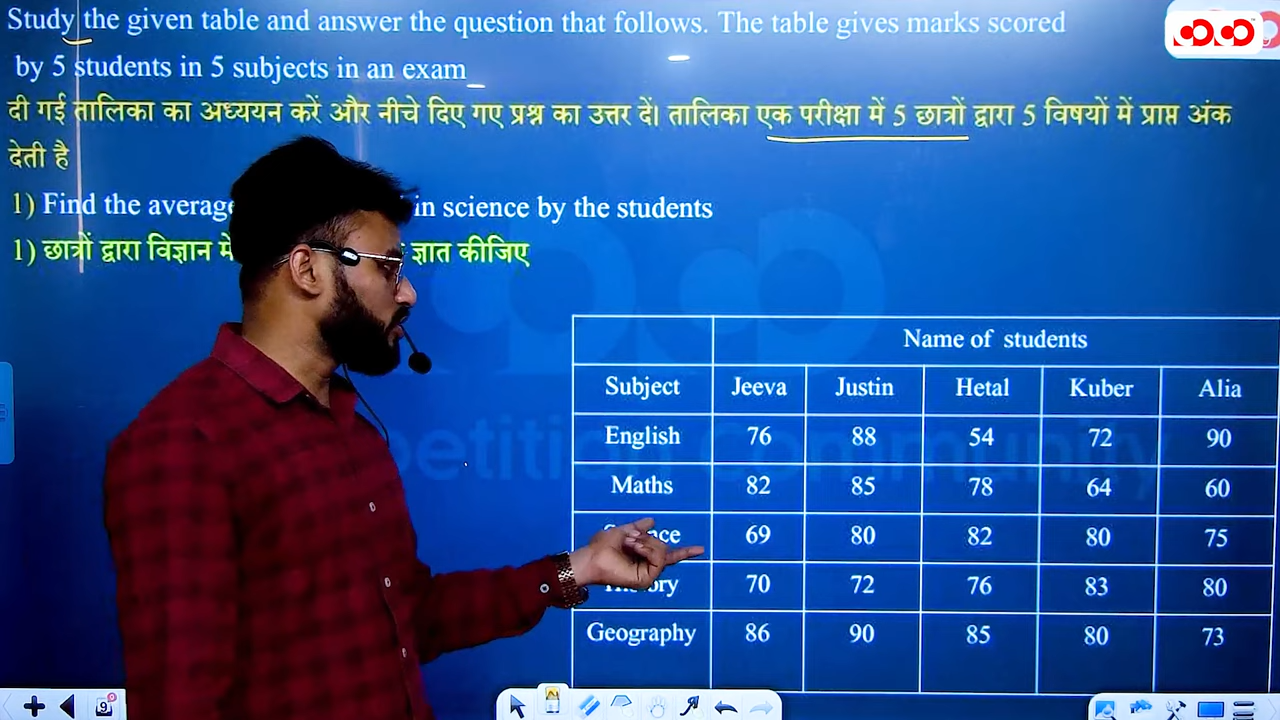 Study the given table and answer the question that follows. The table gives marks scored
by 5 students in 5 subjects in an exam
दी गई तालिका का अध्ययन करें और नीचे दिए गए प्रश्न का उत्तर दें। तालिका एक परीक्षा में 5 छात्रों द्वारा 5 विषयों में प्राप्त अंक
देती है
1) Find the average in science by the students
1) छात्रों द्वारा विज्ञान में ज्ञात कीजिए
Name of students
Subject Jeeva Justin Hetal Kuber Alia
English 76 88 54 72 90
Maths 82 85 78 64 60
69 80 82 80 75
70 72 76 83 80
Geography 86 90 85 80 73